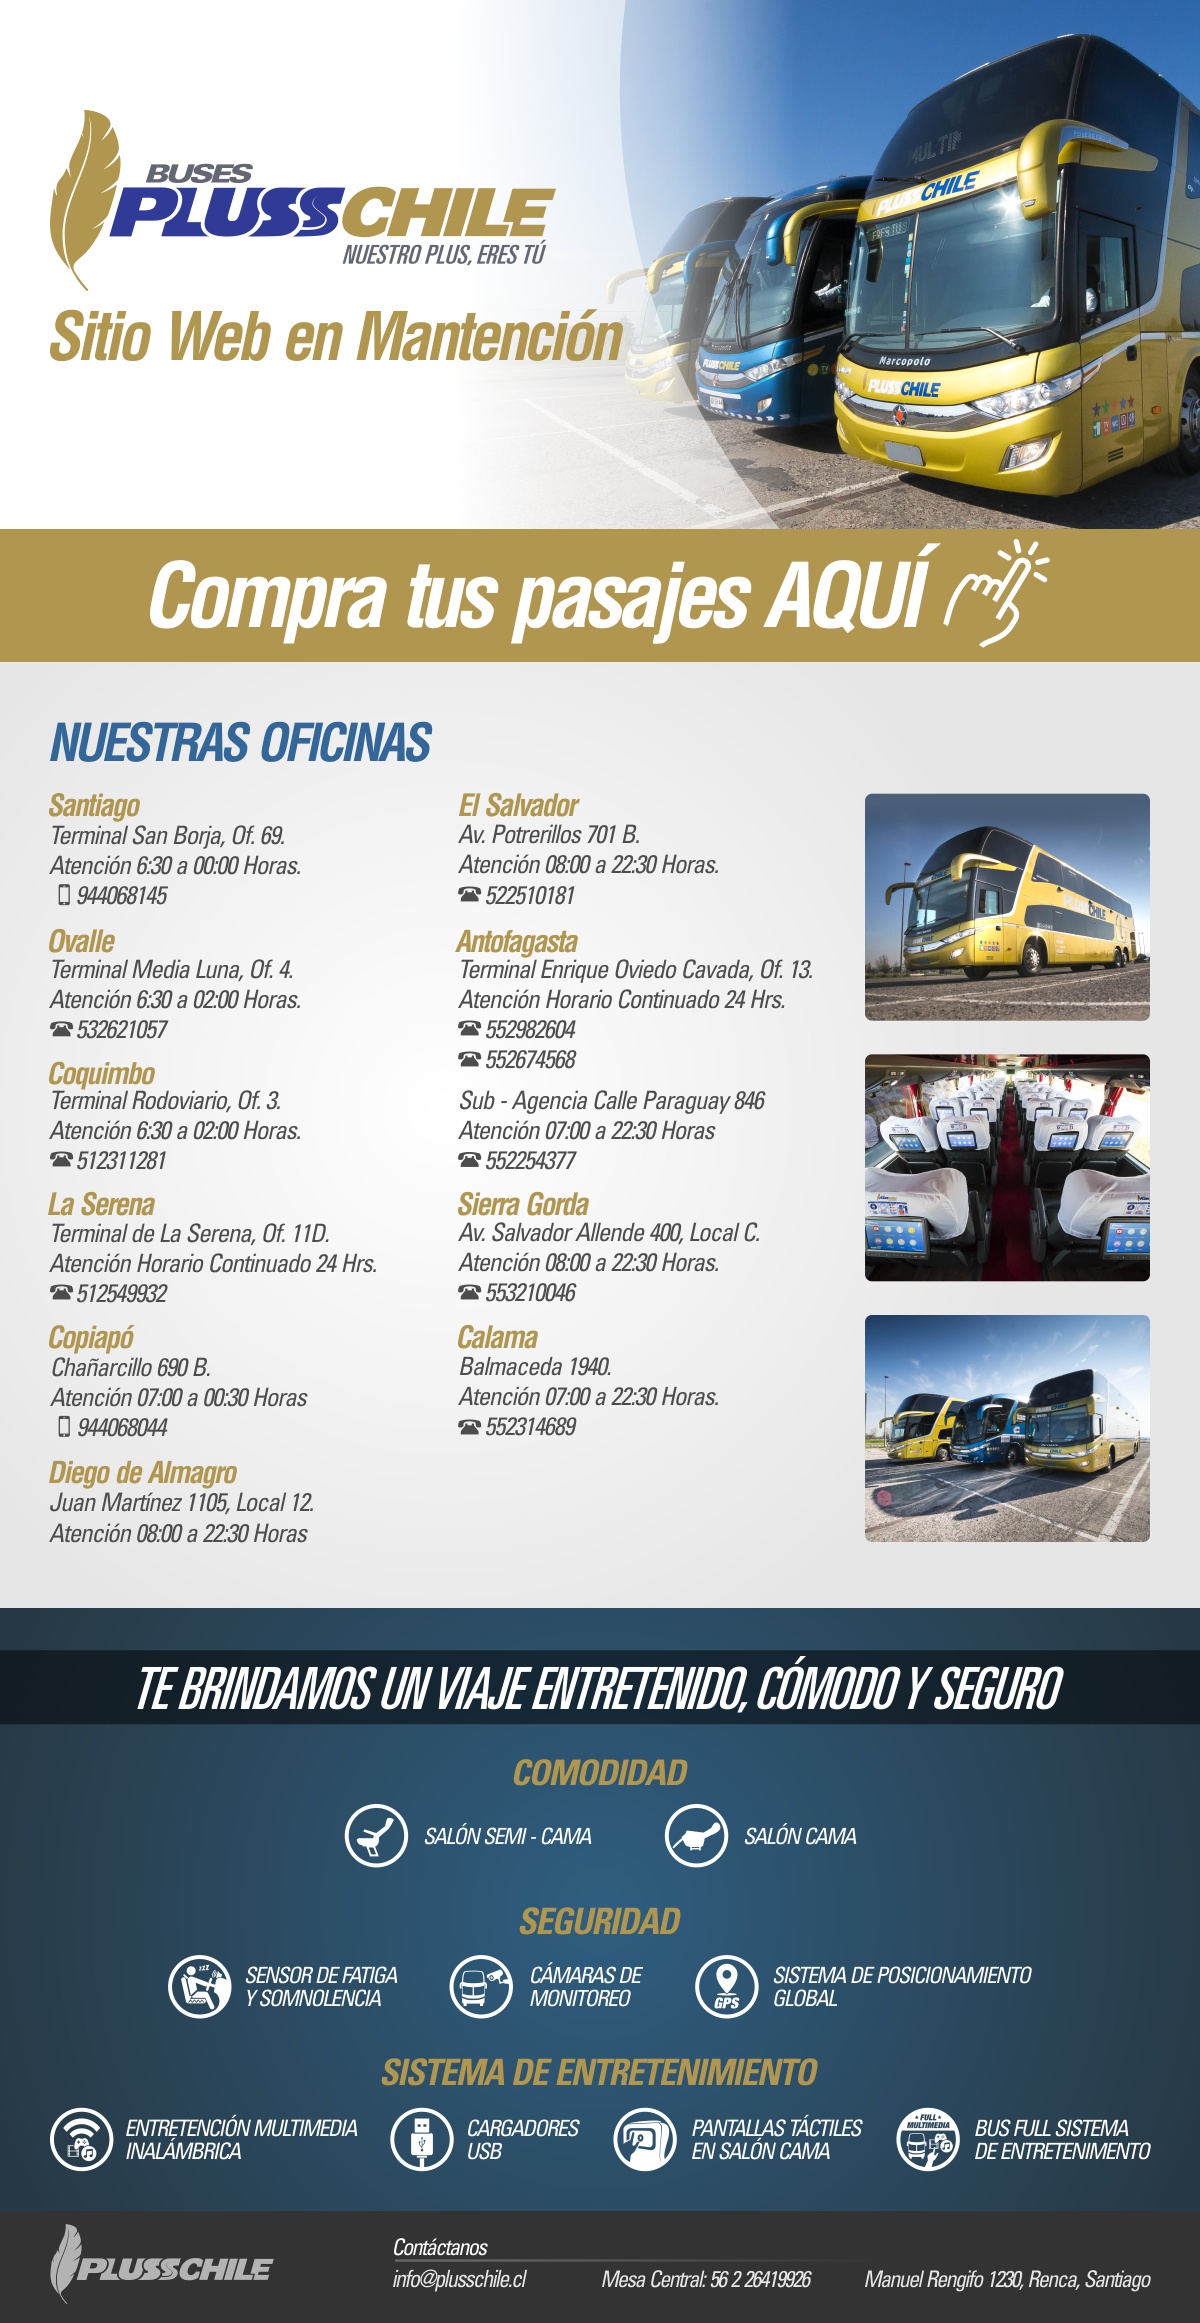 BUSES
PLUSSCHILE
NUESTRO PLUS, ERES TÚ
Sitio Web en Mantención
PLUSSCHILE
ERES TU
Marcopolo
PLUSSCHILE
PLUSSCHILE
Compra tus pasajes AQUÍ
NUESTRAS OFICINAS
Santiago
Terminal San Borja, Of. 69.
Atención 6:30 a 00:00 Horas.
944068145
Ovalle
Terminal Media Luna, Of. 4.
Atención 6:30 a 02:00 Horas.
532621057
Coquimbo
Terminal Rodoviario, Of. 3.
Atención 6:30 a 02:00 Horas.
512311281
La Serena
Terminal de La Serena, Of. 11D.
Atención Horario Continuado 24 Hrs.
512549932
Copiapó
Chañarcillo 690 B.
Atención 07:00 a 00:30 Horas
944068044
Diego de Almagro
Juan Martínez 1105, Local 12.
Atención 08:00 a 22:30 Horas
El Salvador
Av. Potrerillos 701 B.
Atención 08:00 a 22:30 Horas.
522510181
Antofagasta
Terminal Enrique Oviedo Cavada, Of. 13.
Atención Horario Continuado 24 Hrs.
552982604
552674568
Sub - Agencia Calle Paraguay 846
Atención 07:00 a 22:30 Horas
552254377
Sierra Gorda
Av. Salvador Allende 400, Local C.
Atención 08:00 a 22:30 Horas.
553210046
Calama
Balmaceda 1940.
Atención 07:00 a 22:30 Horas.
552314689
TE BRINDAMOS UN VIAJE ENTRETENIDO, CÓMODO Y SEGURO
COMODIDAD
SALÓN SEMI - CAMA
SALÓN CAMA
SEGURIDAD
zzz
SENSOR DE FATIGA
Y SOMNOLENCIA
CÁMARAS DE
MONITOREO
GPS
SISTEMA DE POSICIONAMIENTO
GLOBAL
SISTEMA DE ENTRETENIMIENTO
ENTRETENCIÓN MULTIMEDIA
INALÁMBRICA
CARGADORES
USB
PANTALLAS TÁCTILES
EN SALÓN CAMA
FULL
MULTIMEDIA
BUS FULL SISTEMA
DE ENTRETENIMENTO
PLUSSCHILE
Contáctanos
info@plusschile.cl
Mesa Central: 56 2 26419926
Manuel Rengifo 1230, Renca, Santiago